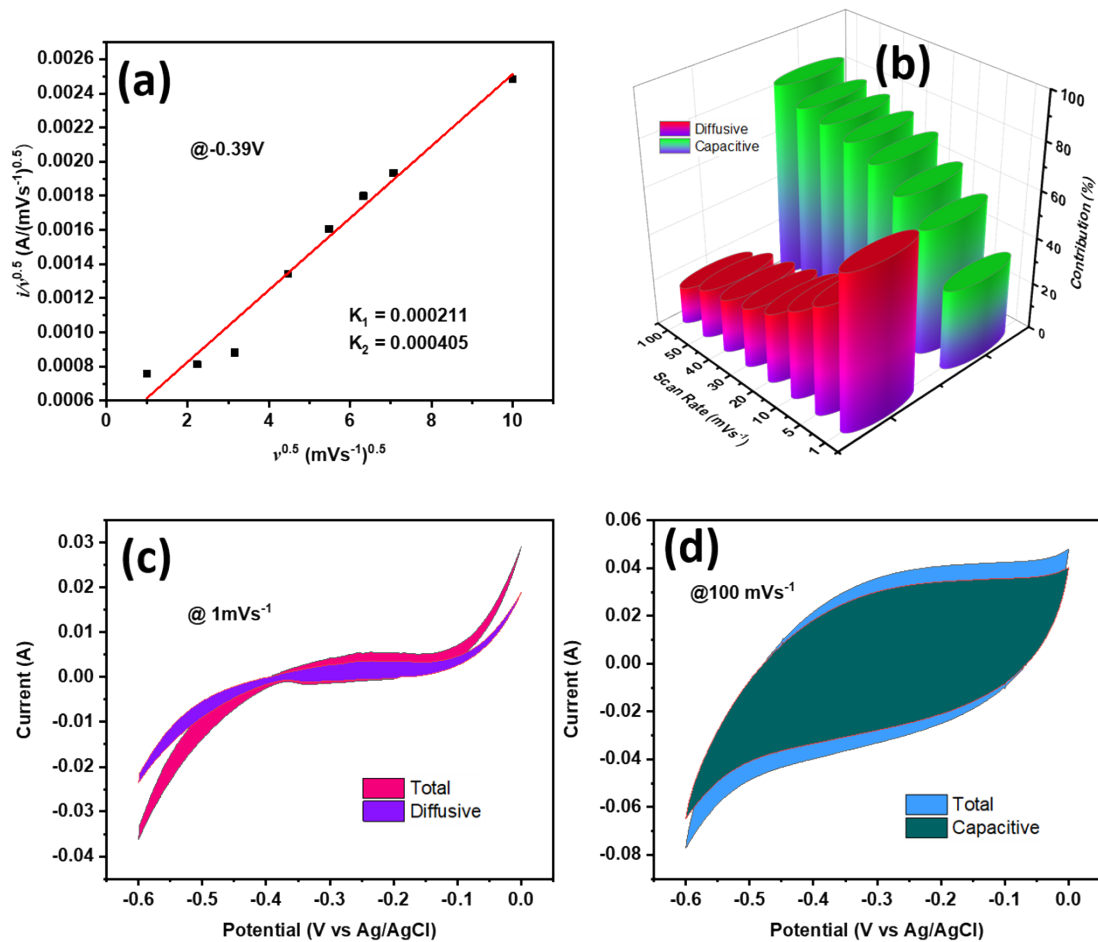 (a)
@-0.39V
K₁ = 0.000211
K₂ = 0.000405
i/v⁰·⁵ (A/(mVs⁻¹)⁰·⁵)
0.0026
0.0024
0.0022
0.0020
0.0018
0.0016
0.0014
0.0012
0.0010
0.0008
0.0006
0 2 4 6 8 10
v⁰·⁵ (mVs⁻¹)⁰·⁵
(b)
Diffusive
Capacitive
100
80
60
40
20
0
Contribution (%)
100 50 40 30 20 10 5 1
Scan Rate (mVs⁻¹)
(c)
@ 1mVs⁻¹
Current (A)
0.03
0.02
0.01
0.00
-0.01
-0.02
-0.03
-0.04
Total
Diffusive
-0.6 -0.5 -0.4 -0.3 -0.2 -0.1 0.0
Potential (V vs Ag/AgCl)
(d)
@100 mVs⁻¹
Current (A)
0.06
0.04
0.02
0.00
-0.02
-0.04
-0.06
-0.08
Total
Capacitive
-0.6 -0.5 -0.4 -0.3 -0.2 -0.1 0.0
Potential (V vs Ag/AgCl)